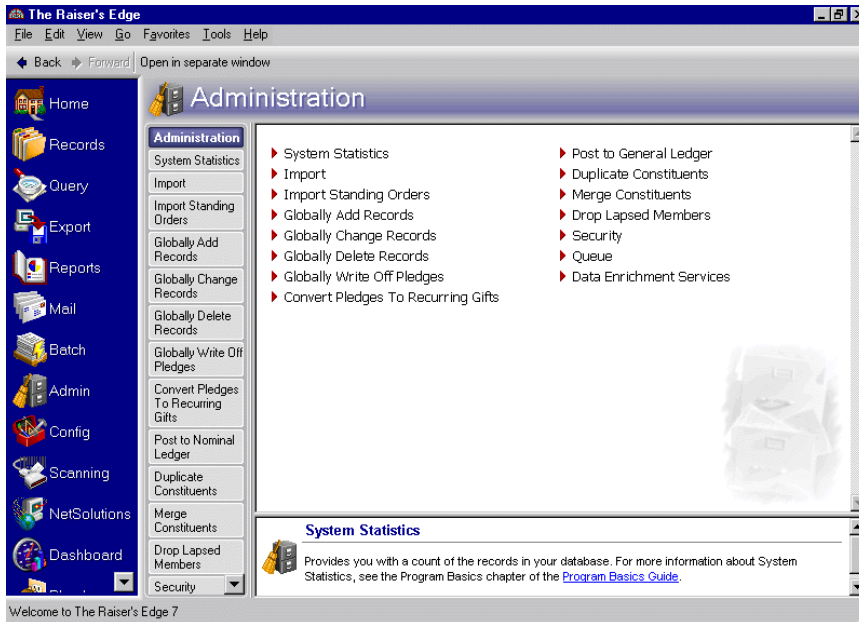 The Raiser's Edge
File Edit View Go Favorites Tools Help
Back Forward Open in separate window
Home
Records
Query
Export
Reports
Mail
Batch
Admin
Config
Scanning
NetSolutions
Dashboard
Administration
Administration
System Statistics
Import
Import Standing
Orders
Globally Add
Records
Globally Change
Records
Globally Delete
Records
Globally Write Off
Pledges
Convert Pledges
To Recurring
Gifts
Post to Nominal
Ledger
Duplicate
Constituents
Merge
Constituents
Drop Lapsed
Members
Security
System Statistics
Import
Import Standing Orders
Globally Add Records
Globally Change Records
Globally Delete Records
Globally Write Off Pledges
Convert Pledges To Recurring Gifts
Post to General Ledger
Duplicate Constituents
Merge Constituents
Drop Lapsed Members
Security
Queue
Data Enrichment Services
System Statistics
Provides you with a count of the records in your database. For more information about System
Statistics, see the Program Basics chapter of the Program Basics Guide.
Welcome to The Raiser's Edge 7